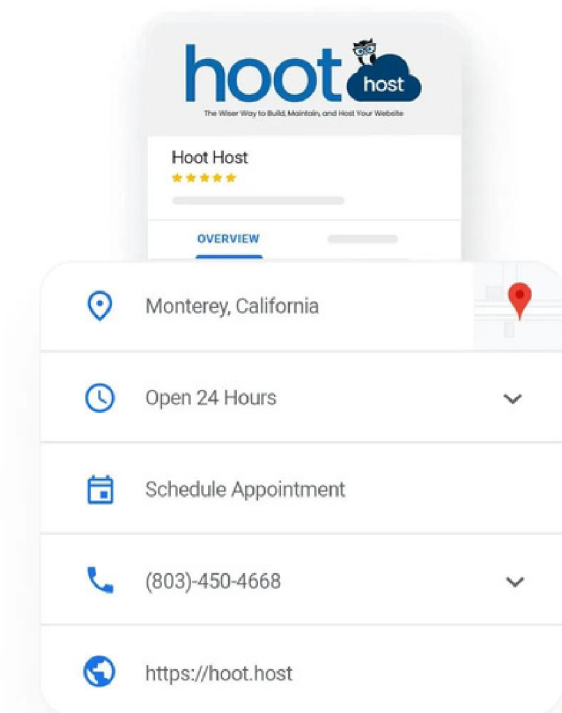 hoot host
The Wiser Way to Build, Maintain, and Host Your Website
Hoot Host
OVERVIEW
Monterey, California
Open 24 Hours
Schedule Appointment
(803)-450-4668
https://hoot.host